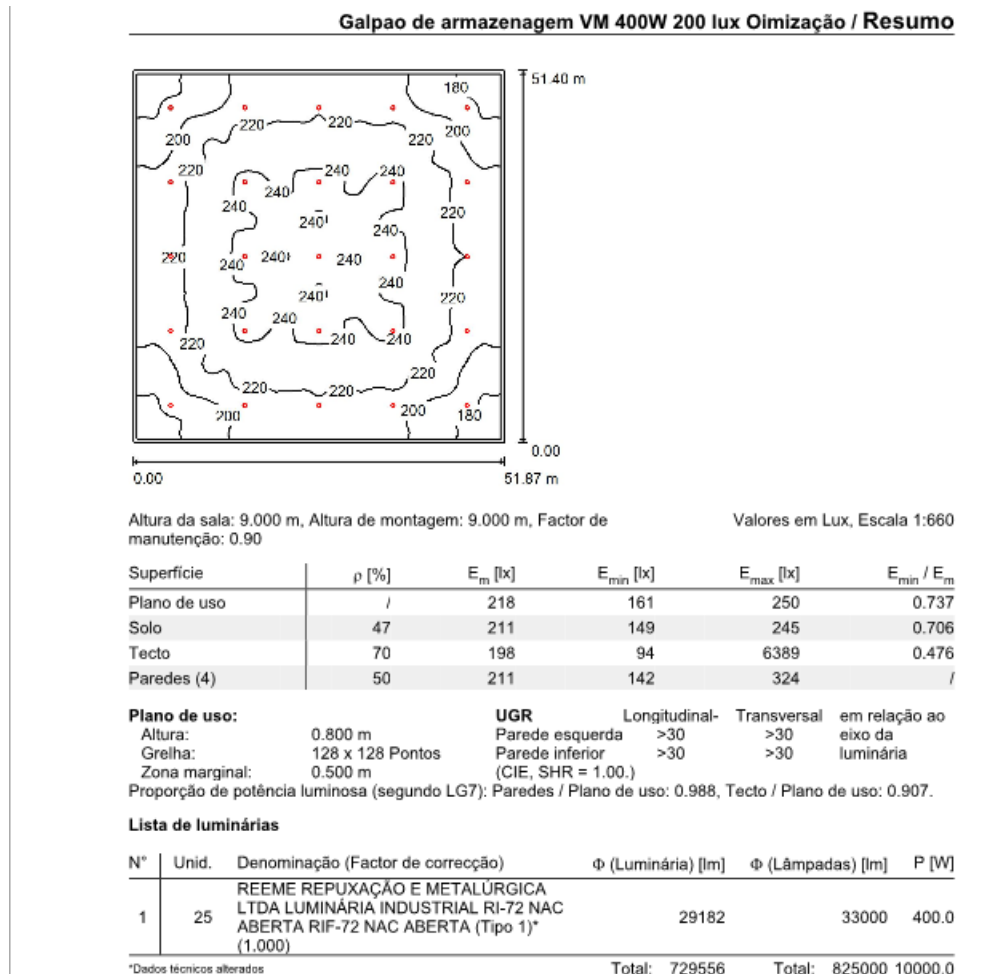 Galpao de armazenagem VM 400W 200 lux Oimização / Resumo
51.40 m
180
220 220 220 200
200
220 240 240
240
240 240 220
240 240
220 240 240 240
240 240
240 220
240 240 240 240
220
220
220 220
200 200 180
0.00
0.00 51.87 m
Altura da sala: 9.000 m, Altura de montagem: 9.000 m, Factor de
manutenção: 0.90
Valores em Lux, Escala 1:660
Superfície ρ [%] Em [lx] Emin [lx] Emax [lx] Emin / Em
Plano de uso / 218 161 250 0.737
Solo 47 211 149 245 0.706
Tecto 70 198 94 6389 0.476
Paredes (4) 50 211 142 324 /
Plano de uso: UGR Longitudinal- Transversal em relação ao
Altura: 0.800 m Parede esquerda >30 >30 eixo da
Grelha: 128 x 128 Pontos Parede inferior >30 >30 luminária
Zona marginal: 0.500 m (CIE, SHR = 1.00.)
Proporção de potência luminosa (segundo LG7): Paredes / Plano de uso: 0.988, Tecto / Plano de uso: 0.907.
Lista de luminárias
N° Unid. Denominação (Factor de correcção) Φ (Luminária) [lm] Φ (Lâmpadas) [lm] P [W]
REEME REPUXAÇÃO E METALÚRGICA
LTDA LUMINÁRIA INDUSTRIAL RI-72 NAC
1 25 ABERTA RIF-72 NAC ABERTA (Tipo 1)* 29182 33000 400.0
(1.000)
*Dados técnicos alterados Total: 729556 Total: 825000 10000.0